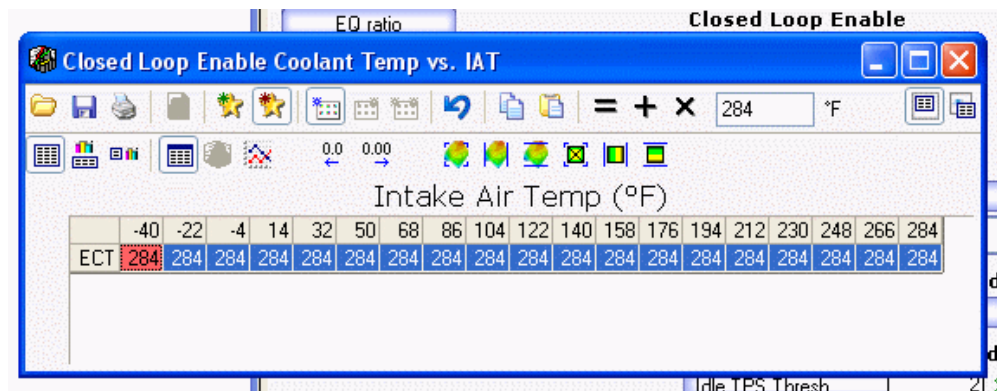 EQ ratio
Closed Loop Enable
Closed Loop Enable Coolant Temp vs. IAT
284 °F
0.0 0.00
Intake Air Temp (°F)
-40 -22 -4 14 32 50 68 86 104 122 140 158 176 194 212 230 248 266 284
ECT 284 284 284 284 284 284 284 284 284 284 284 284 284 284 284 284 284 284 284
Idle TPS Thresh 2